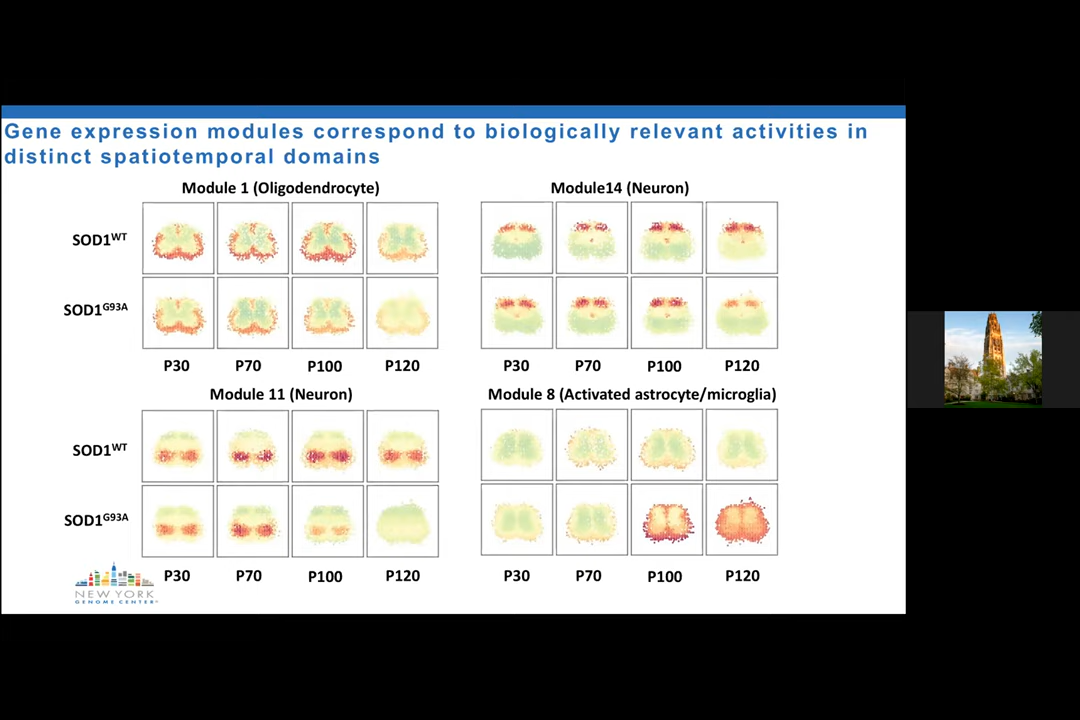 Gene expression modules correspond to biologically relevant activities in
distinct spatiotemporal domains
Module 1 (Oligodendrocyte)
SOD1WT
SOD1G93A
P30 P70 P100 P120
Module14 (Neuron)
P30 P70 P100 P120
Module 11 (Neuron)
SOD1WT
SOD1G93A
P30 P70 P100 P120
Module 8 (Activated astrocyte/microglia)
P30 P70 P100 P120
NEW YORK
GENOME CENTER